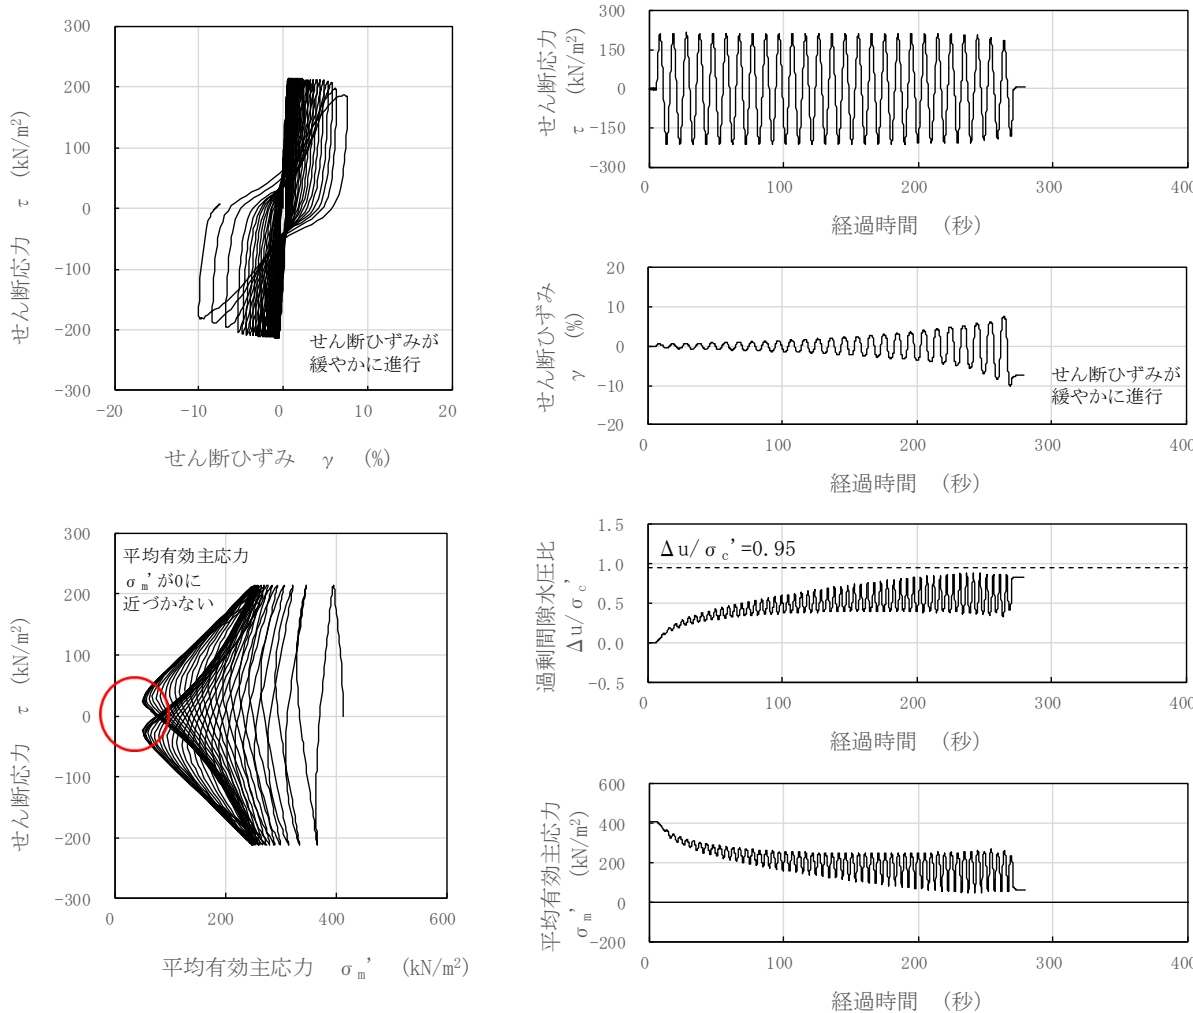 300
200
100
0
-100
-200
-300
-20
-10
0
10
20
せん断応力 τ (kN/m²)
せん断ひずみ γ (%)
せん断ひずみが
緩やかに進行
300
200
100
0
-100
-200
-300
0
200
400
600
せん断応力 τ (kN/m²)
平均有効主応力 σm' (kN/m²)
平均有効主応力
σm'が0に
近づかない
300
150
0
-150
-300
0
100
200
300
400
せん断応力
τ (kN/m²)
経過時間 (秒)
20
10
0
-10
-20
0
100
200
300
400
せん断ひずみ
γ (%)
経過時間 (秒)
せん断ひずみが
緩やかに進行
1.5
1.0
0.5
0.0
-0.5
0
100
200
300
400
過剰間隙水圧比
Δu/σc'
経過時間 (秒)
Δu/σc'=0.95
600
400
200
0
-200
0
100
200
300
400
平均有効主応力
σm' (kN/m²)
経過時間 (秒)